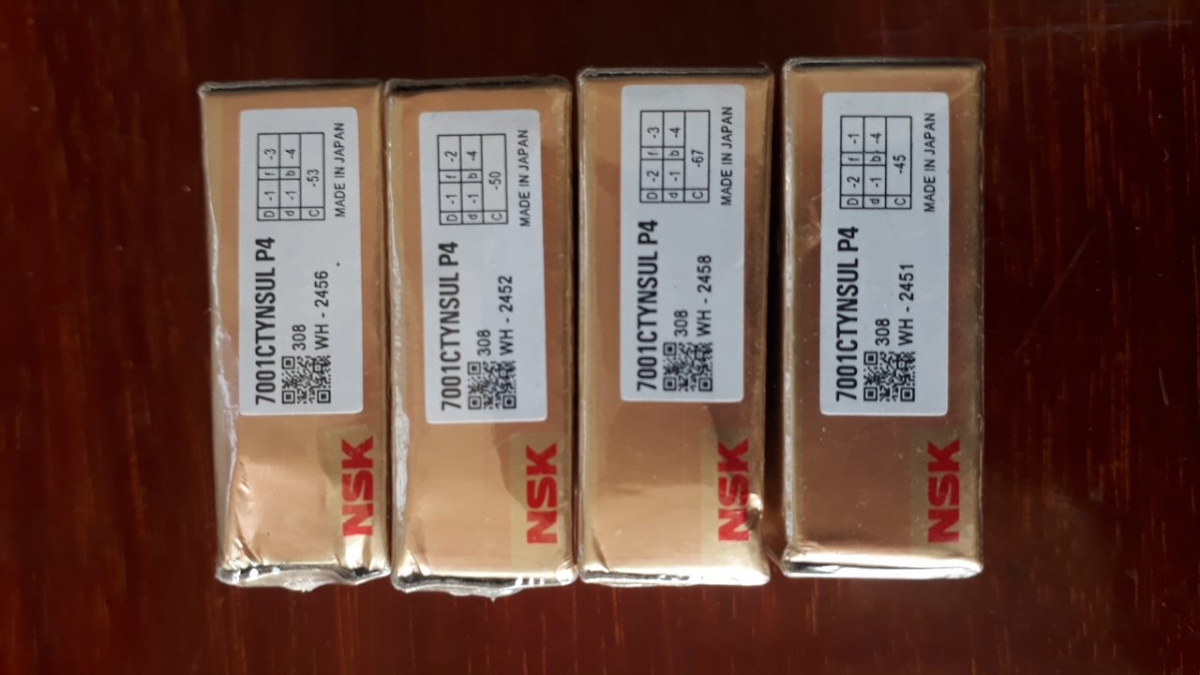 7001CTYNSUL P4
308
WH - 2456
D -1 f -3
d -1 b -4
C -53
MADE IN JAPAN
NSK
7001CTYNSUL P4
308
WH - 2452
D -1 f -2
d -1 b -4
C -50
MADE IN JAPAN
NSK
7001CTYNSUL P4
308
WH - 2458
D -2 f -3
d -1 b -4
C -67
MADE IN JAPAN
NSK
7001CTYNSUL P4
308
WH - 2451
D -2 f -1
d -1 b -4
C -45
MADE IN JAPAN
NSK